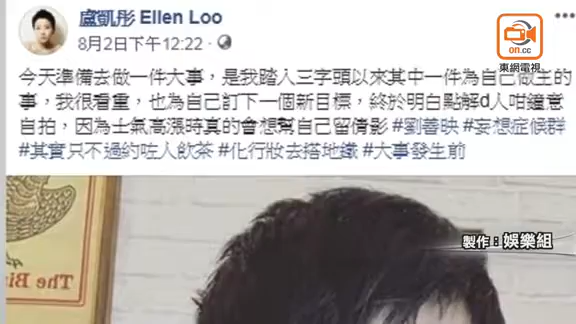 盧凱彤 Ellen Loo
8月2日下午12:22
on.cc
東網電視
今天準備去做一件大事，是我踏入三字頭以來其中一件為自己做主的
事，我很看重，也為自己訂下一個新目標，終於明白點解d人咁鐘意
自拍，因為士氣高漲時真的會想幫自己留倩影 #劉善映 #妄想症候群
#其實只不過約咗人飲茶 #化行妝去搭地鐵 #大事發生前
製作：娛樂組
The Bi